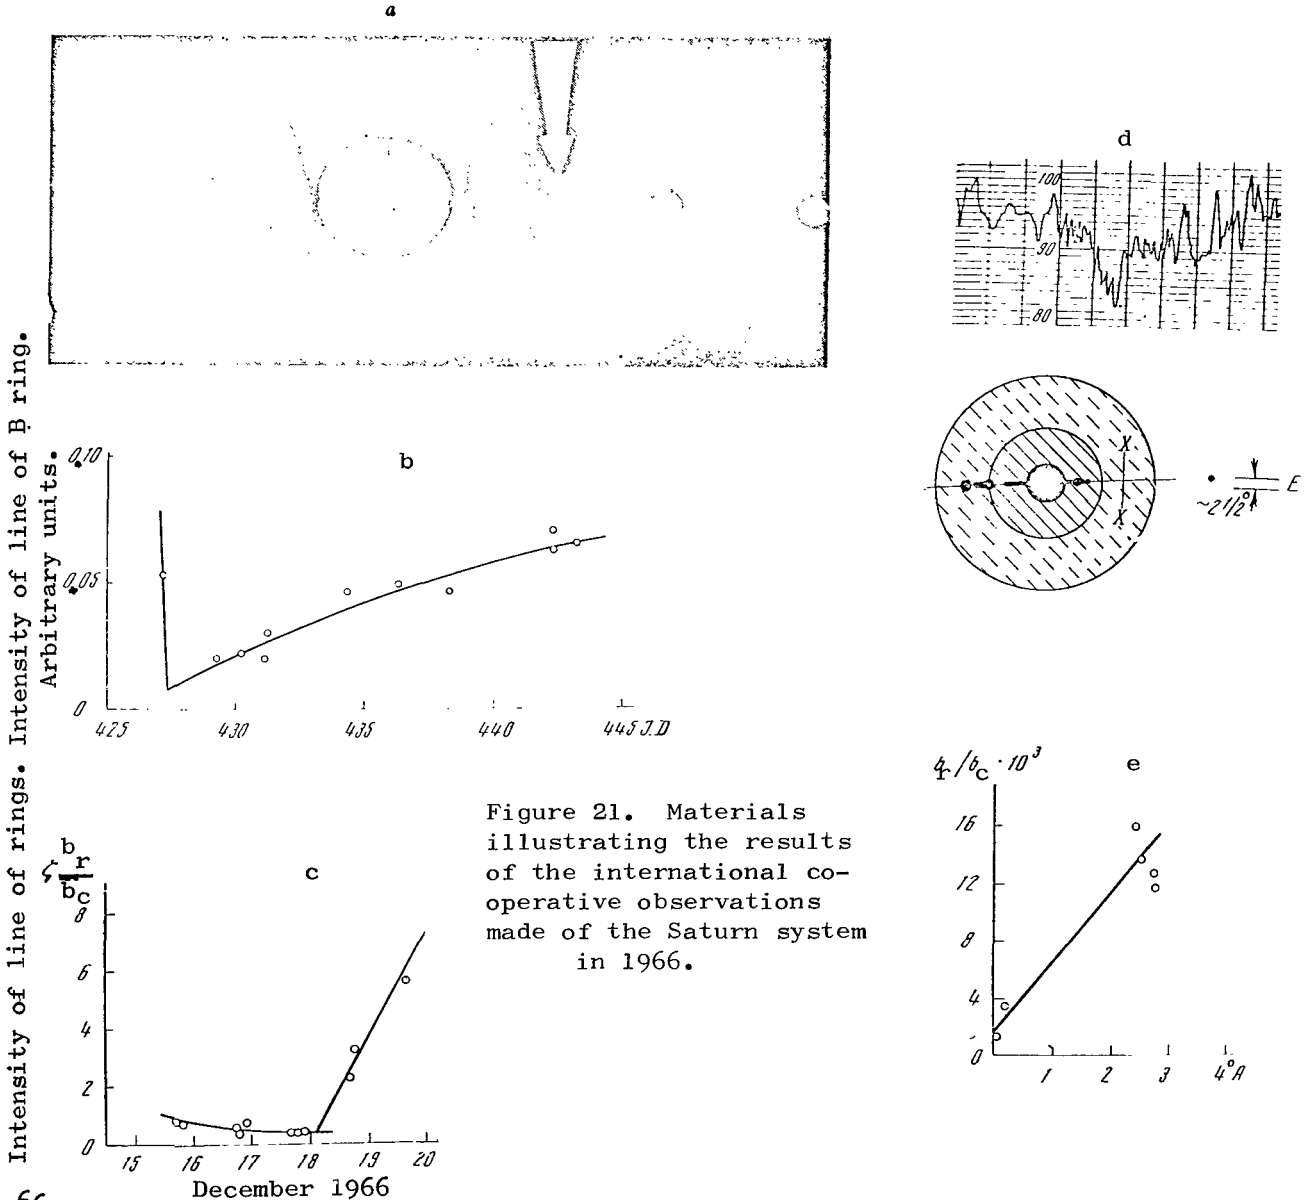 a
d
100
90
80
X
X
~2 1/2°
E
Intensity of line of rings. Intensity of line of B ring.
Arbitrary units.
b
0,10
0,05
0
425
430
435
440
445 J.D
Figure 21. Materials
illustrating the results
of the international co-
operative observations
made of the Saturn system
in 1966.
c
b r
b c
8
6
4
2
0
15
16
17
18
19
20
December 1966
e
b r / b c · 10³
16
12
8
4
0
1
2
3
4°A
66